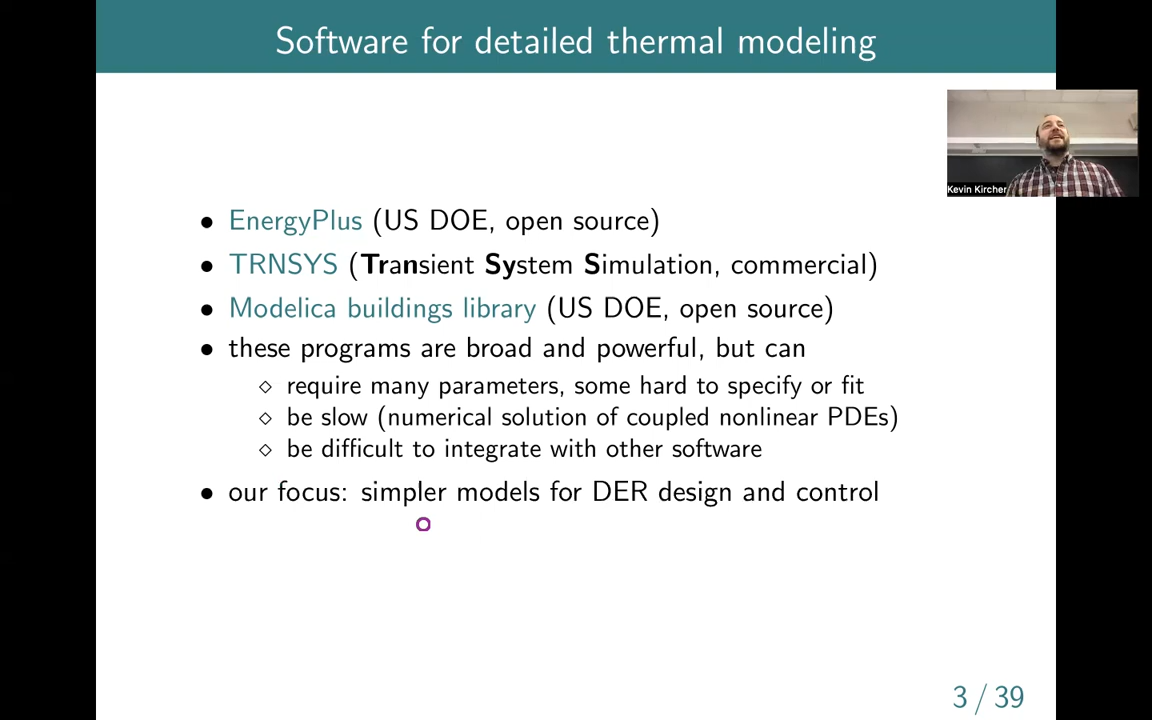 Software for detailed thermal modeling
Kevin Kircher
• EnergyPlus (US DOE, open source)
• TRNSYS (Transient System Simulation, commercial)
• Modelica buildings library (US DOE, open source)
• these programs are broad and powerful, but can
⋄ require many parameters, some hard to specify or fit
⋄ be slow (numerical solution of coupled nonlinear PDEs)
⋄ be difficult to integrate with other software
• our focus: simpler models for DER design and control
3 / 39